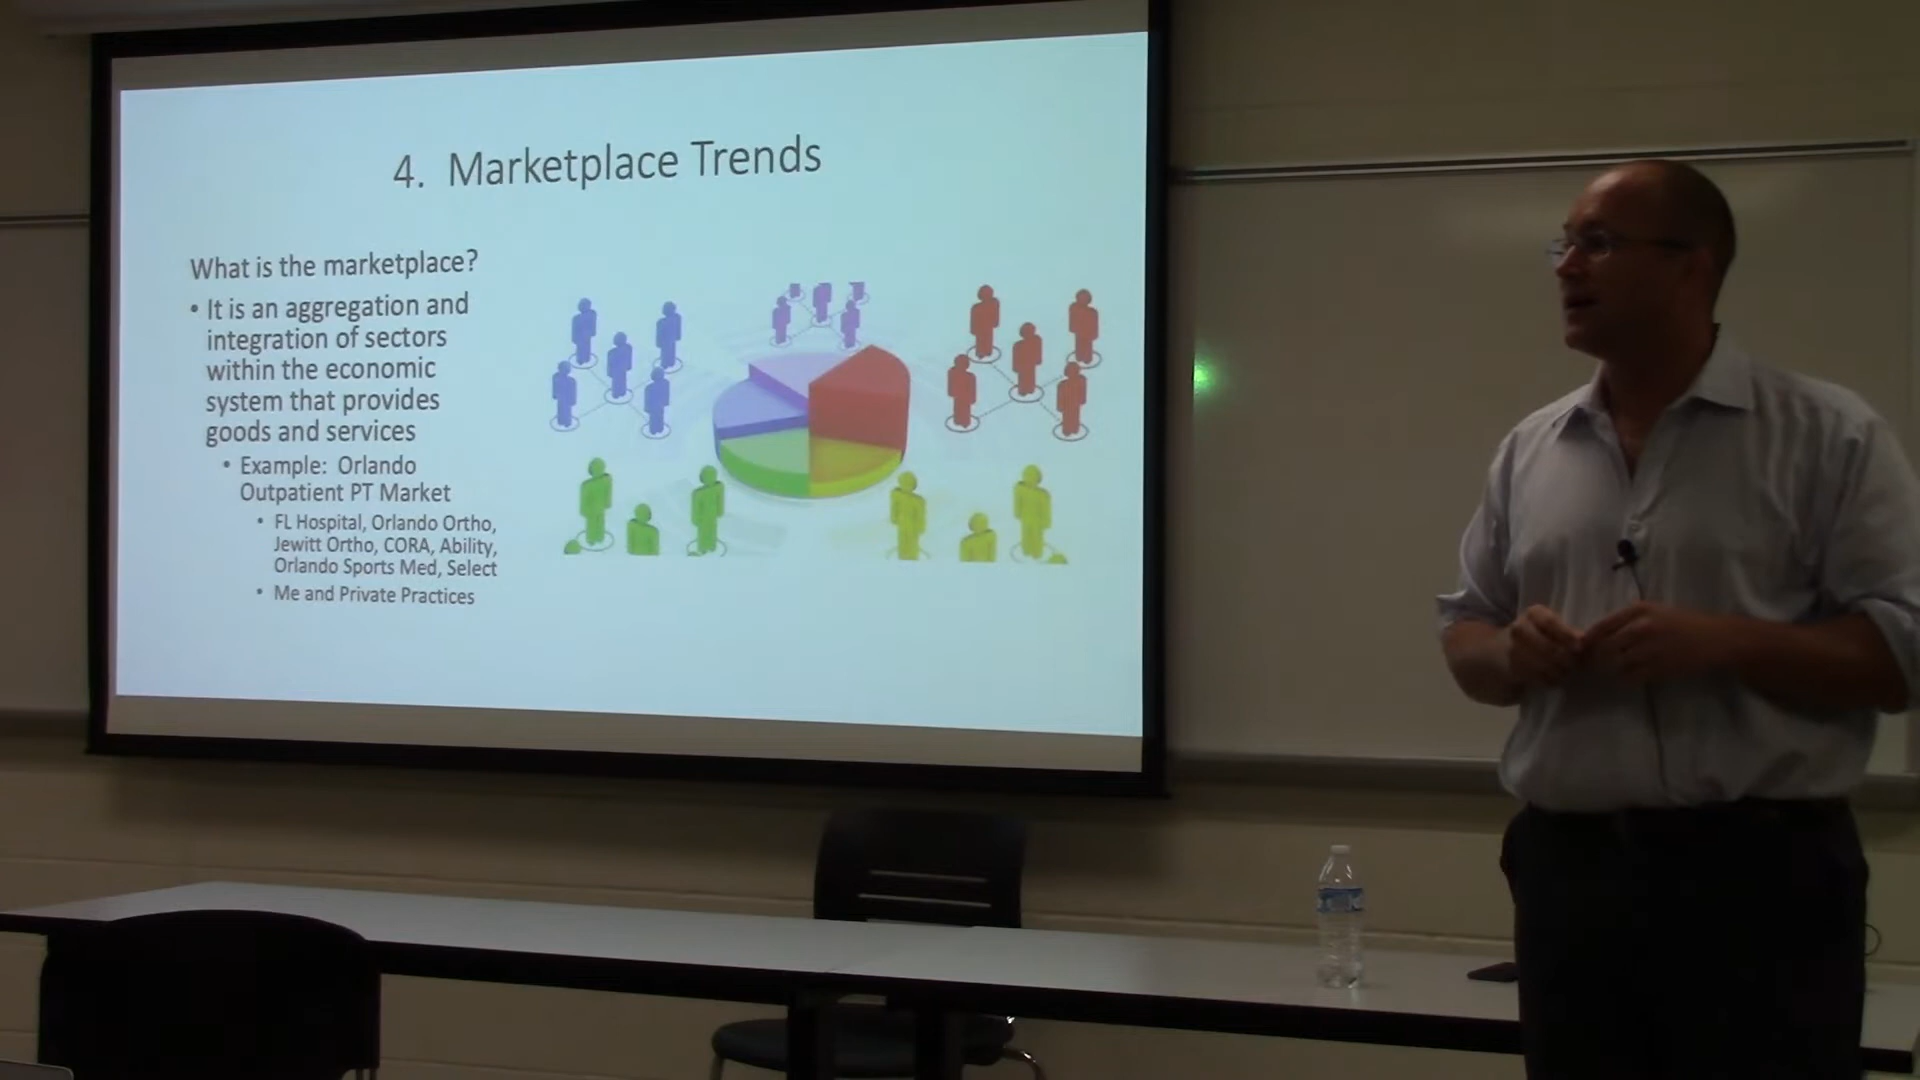 4. Marketplace Trends
What is the marketplace?
• It is an aggregation and
integration of sectors
within the economic
system that provides
goods and services
• Example: Orlando
Outpatient PT Market
• FL Hospital, Orlando Ortho,
Jewitt Ortho, CORA, Ability,
Orlando Sports Med, Select
• Me and Private Practices